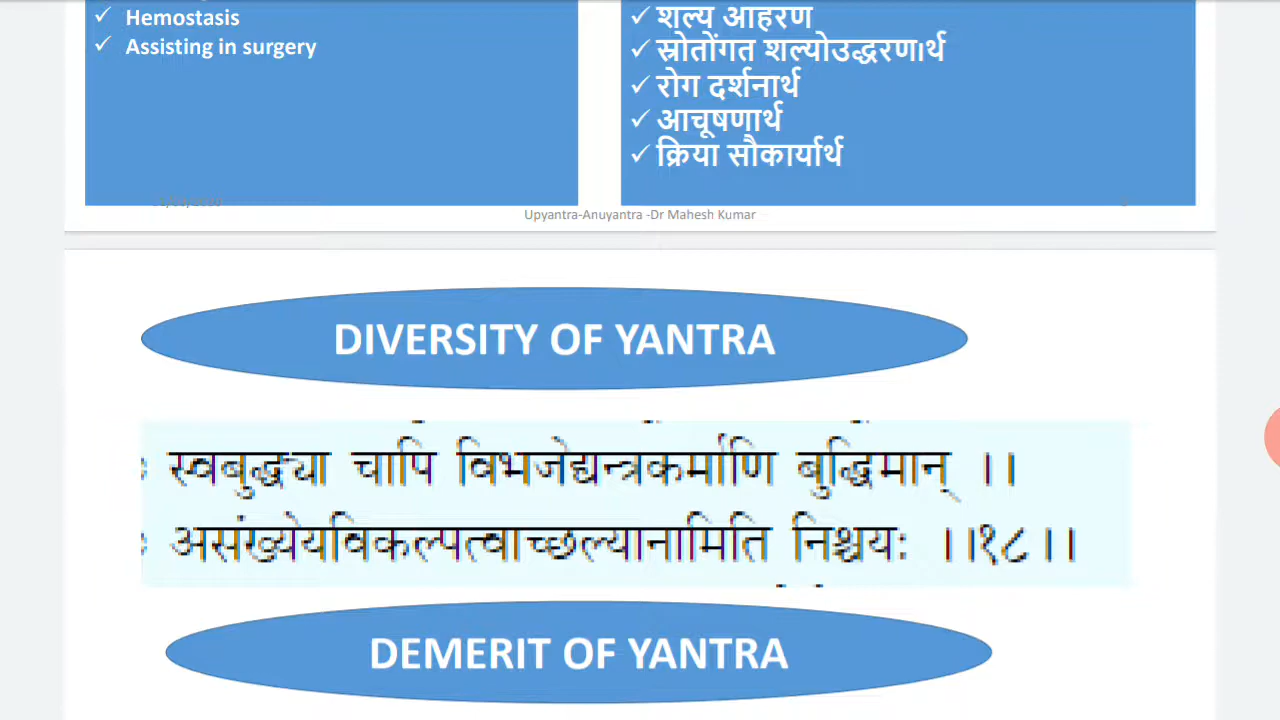 Hemostasis
Assisting in surgery
शल्य आहरण
स्रोतोंगत शल्योउद्धरणार्थ
रोग दर्शनार्थ
आचूषणार्थ
क्रिया सौकार्यार्थ
Upyantra-Anuyantra -Dr Mahesh Kumar
DIVERSITY OF YANTRA
स्वबुद्ध्या चापि विभजेद्यन्त्रकर्माणि बुद्धिमान् ।।
असंख्येयविकल्पत्वाच्छल्यानामिति निश्चयः ।।१८।।
DEMERIT OF YANTRA